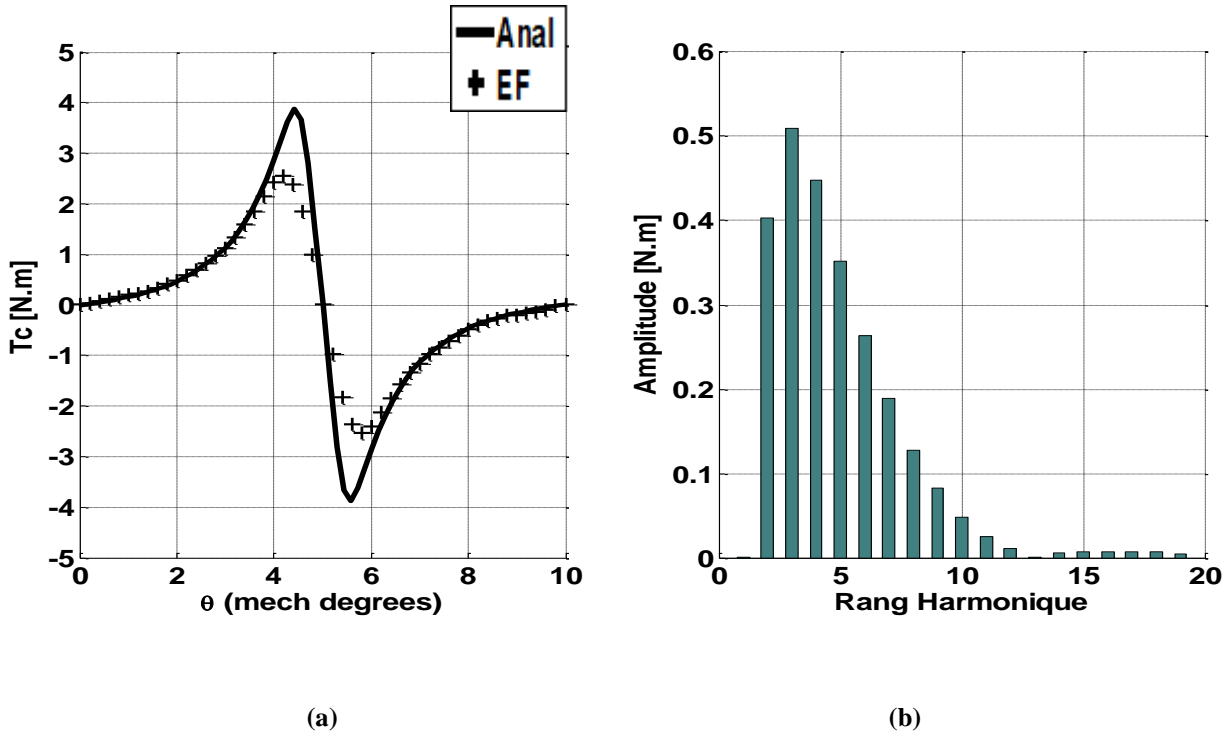 Anal
EF
5
4
3
2
1
0
-1
-2
-3
-4
-5
Tc [N.m]
0 2 4 6 8 10
θ (mech degrees)
0.6
0.5
0.4
0.3
0.2
0.1
0
Amplitude [N.m]
0 5 10 15 20
Rang Harmonique
(a) (b)